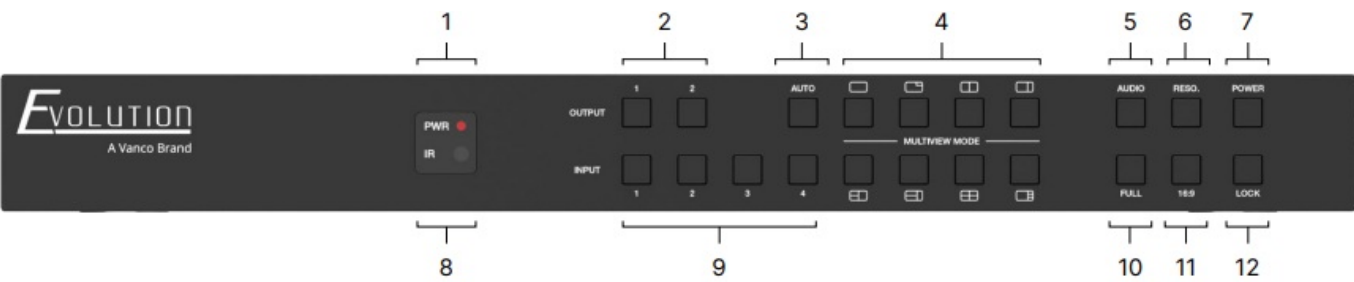 1 2 3 4 5 6 7
EVOLUTION
A Vanco Brand
PWR
IR
OUTPUT
1 2 AUTO
INPUT
1 2 3 4
MULTIVIEW MODE
AUDIO RESO. POWER
FULL 16:9 LOCK
8 9 10 11 12